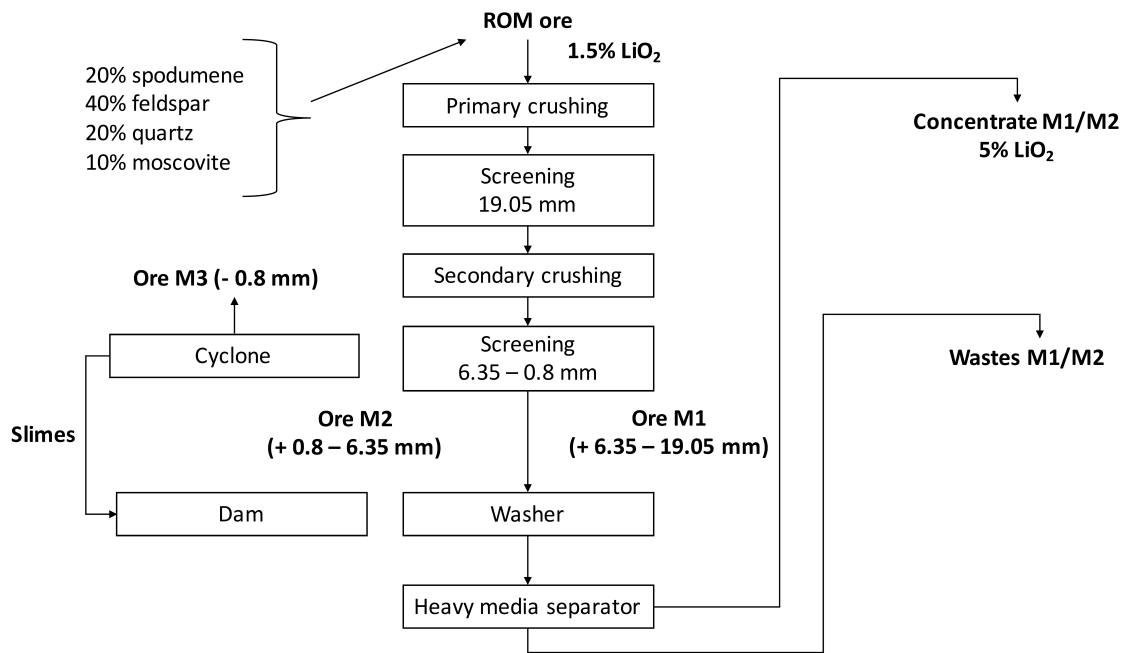 ROM ore
1.5% LiO₂
20% spodumene
40% feldspar
20% quartz
10% moscovite
Primary crushing
Concentrate M1/M2
5% LiO₂
Screening
19.05 mm
Secondary crushing
Ore M3 (- 0.8 mm)
Cyclone
Screening
6.35 – 0.8 mm
Wastes M1/M2
Slimes
Ore M2
(+ 0.8 – 6.35 mm)
Ore M1
(+ 6.35 – 19.05 mm)
Dam
Washer
Heavy media separator